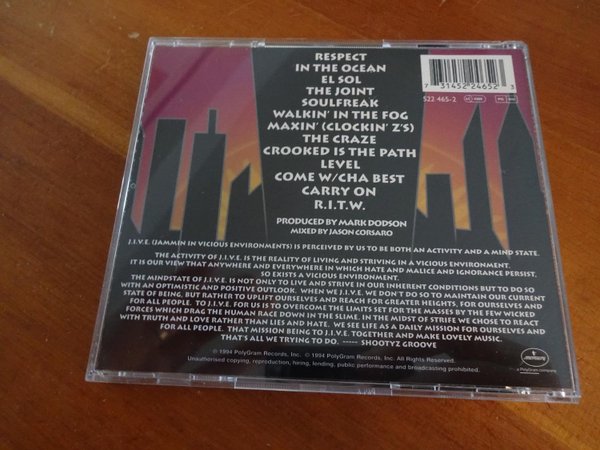 RESPECT
IN THE OCEAN
EL SOL
THE JOINT
SOULFREAK
WALKIN' IN THE FOG
MAXIN' (CLOCKIN' Z'S)
THE CRAZE
CROOKED IS THE PATH
LEVEL
COME W/CHA BEST
CARRY ON
R.I.T.W.
7 31452 24652 3
522 465-2
PRODUCED BY MARK DODSON
MIXED BY JASON CORSARO
J.I.V.E. (JAMMIN IN VICIOUS ENVIRONMENTS) IS PERCEIVED BY US TO BE BOTH AN ACTIVITY AND A MIND STATE.
THE ACTIVITY OF J.I.V.E. IS THE REALITY OF LIVING AND STRIVING IN A VICIOUS ENVIRONMENT.
IT IS OUR VIEW THAT ANYWHERE AND EVERYWHERE IN WHICH HATE AND MALICE AND IGNORANCE PERSIST,
SO EXISTS A VICIOUS ENVIRONMENT.
THE MINDSTATE OF J.I.V.E. IS NOT ONLY TO LIVE AND STRIVE IN OUR INHERENT CONDITIONS BUT TO DO SO
WITH AN OPTIMISTIC AND POSITIVE OUTLOOK. WHEN WE J.I.V.E. WE DON'T DO SO TO MAINTAIN OUR CURRENT
STATE OF BEING. BUT RATHER TO UPLIFT OURSELVES AND REACH FOR GREATER HEIGHTS, FOR OURSELVES AND
FOR ALL PEOPLE. TO J.I.V.E. FOR US IS TO OVERCOME THE LIMITS SET FOR THE MASSES BY THE FEW WICKED
FORCES WHICH DRAG THE HUMAN RACE DOWN IN THE SLIME. IN THE MIDST OF STRIFE WE CHOSE TO REACT
WITH TRUTH AND LOVE RATHER THAN LIES AND HATE. WE SEE LIFE AS A DAILY MISSION FOR OURSELVES AND
FOR ALL PEOPLE. THAT MISSION BEING TO J.I.V.E. TOGETHER AND MAKE LOVELY MUSIC.
THAT'S ALL WE TRYING TO DO. ----- SHOOTYZ GROOVE
℗ 1994 PolyGram Records, Inc. © 1994 PolyGram Records, Inc. All Rights Reserved.
Unauthorised copying, reproduction, hiring, lending, public performance and broadcasting prohibited.
mercury
a PolyGram company